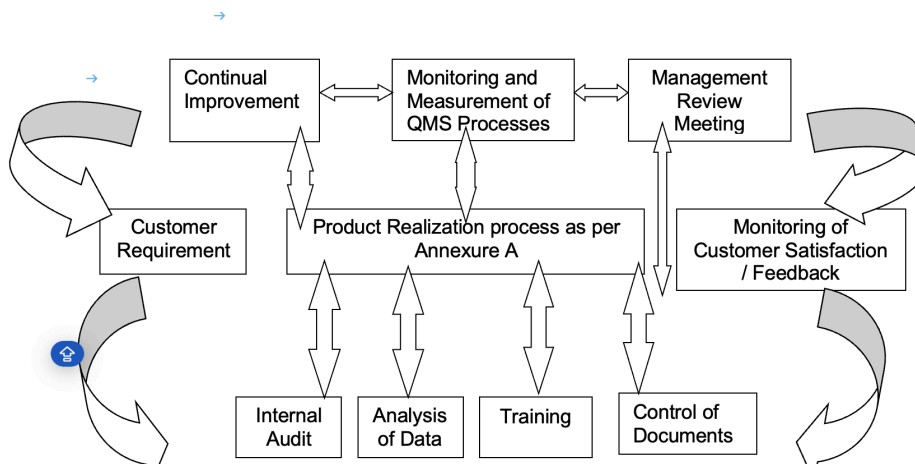 Continual
Improvement
Monitoring and
Measurement of
QMS Processes
Management
Review
Meeting
Customer
Requirement
Product Realization process as per
Annexure A
Monitoring of
Customer Satisfaction
/ Feedback
Internal
Audit
Analysis
of Data
Training
Control of
Documents